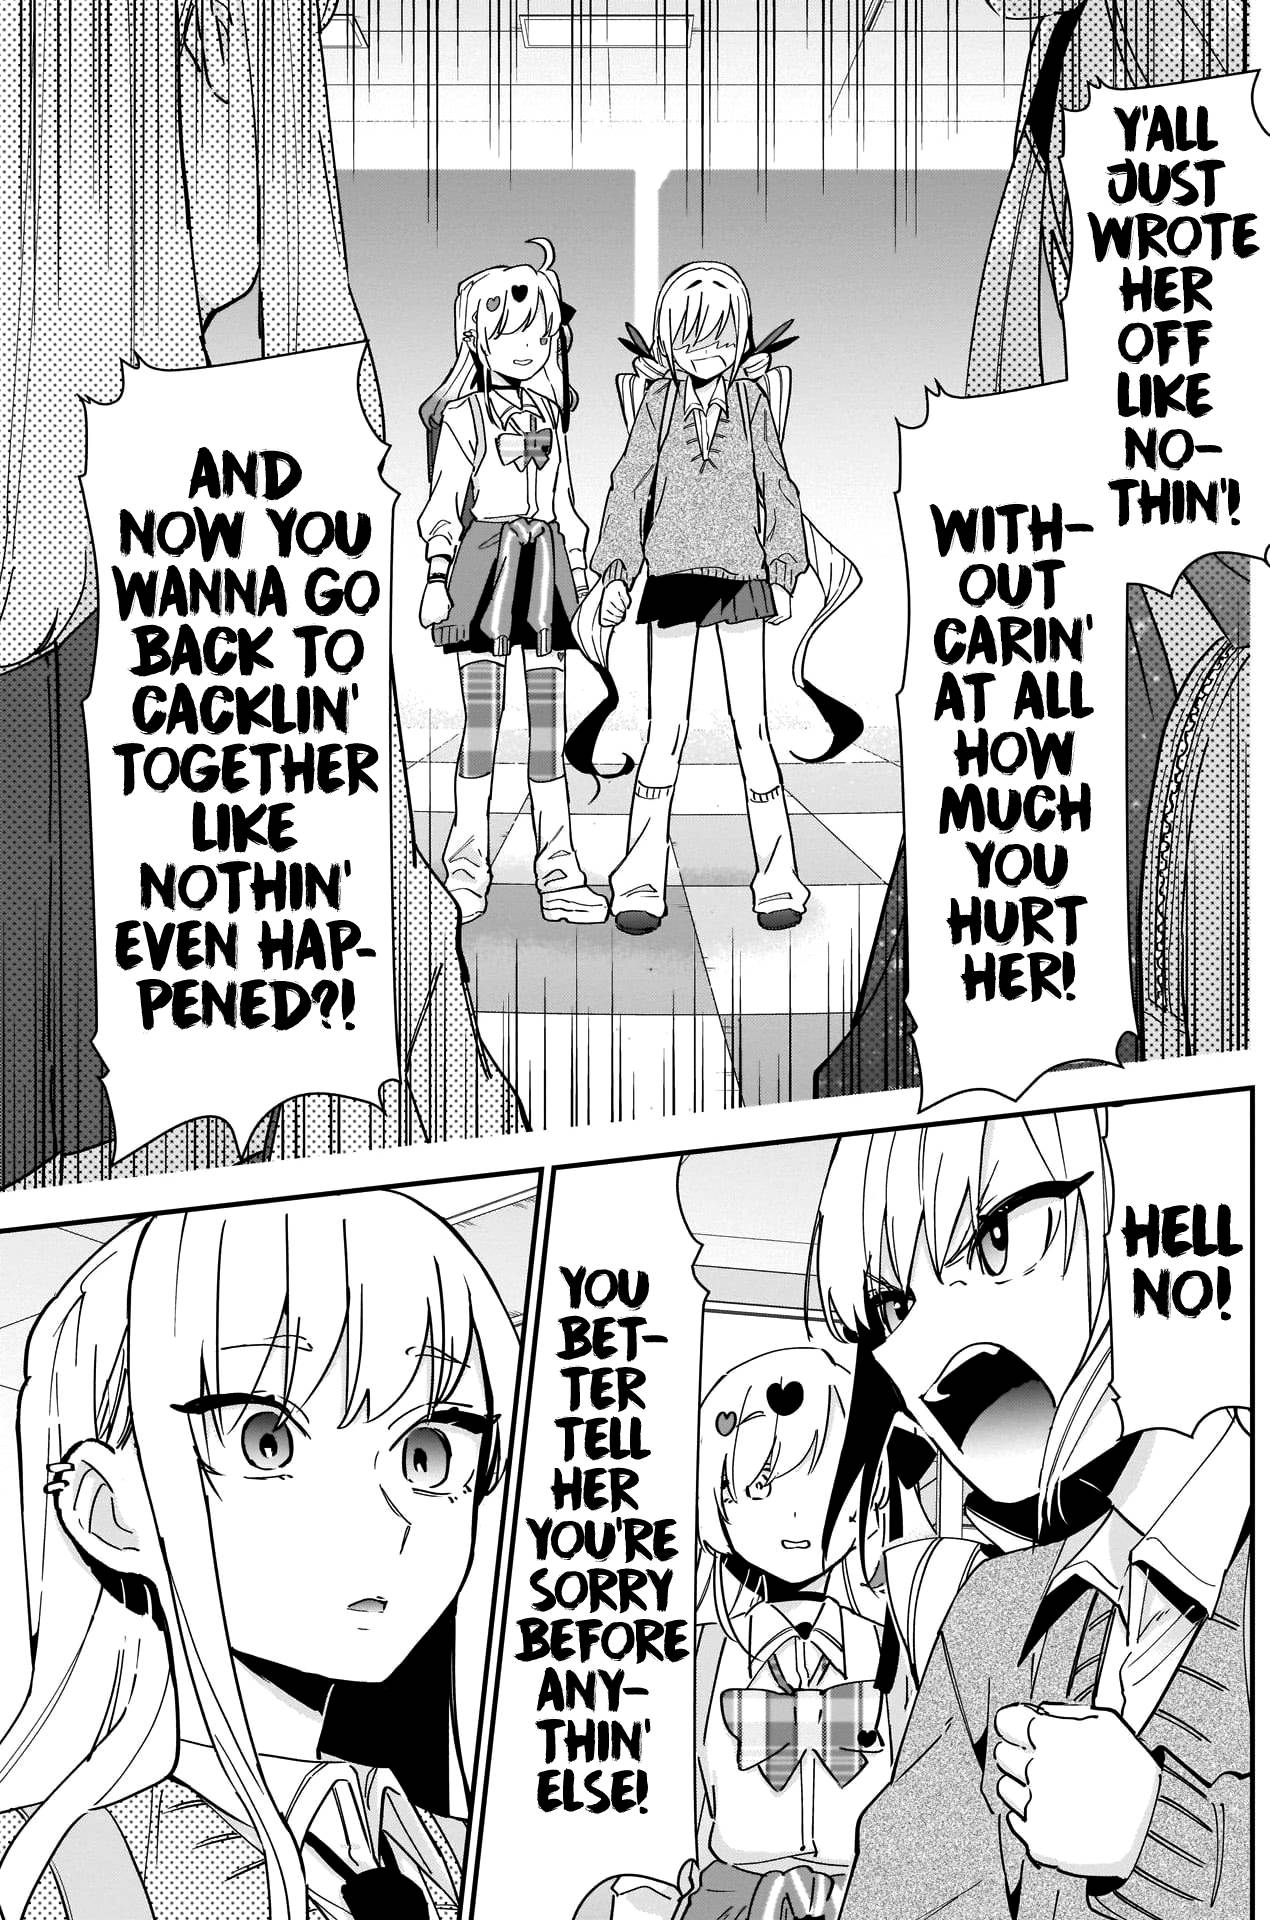 Y'ALL
JUST
WROTE
HER
OFF
LIKE
NO-
THIN'!
WITH-
OUT
CARIN'
AT ALL
HOW
MUCH
YOU
HURT
HER!
AND
NOW YOU
WANNA GO
BACK TO
CACKLIN'
TOGETHER
LIKE
NOTHIN'
EVEN HAP-
PENED?!
HELL
NO!
YOU
BET-
TER
TELL
HER
YOU'RE
SORRY
BEFORE
ANY-
THIN'
ELSE!